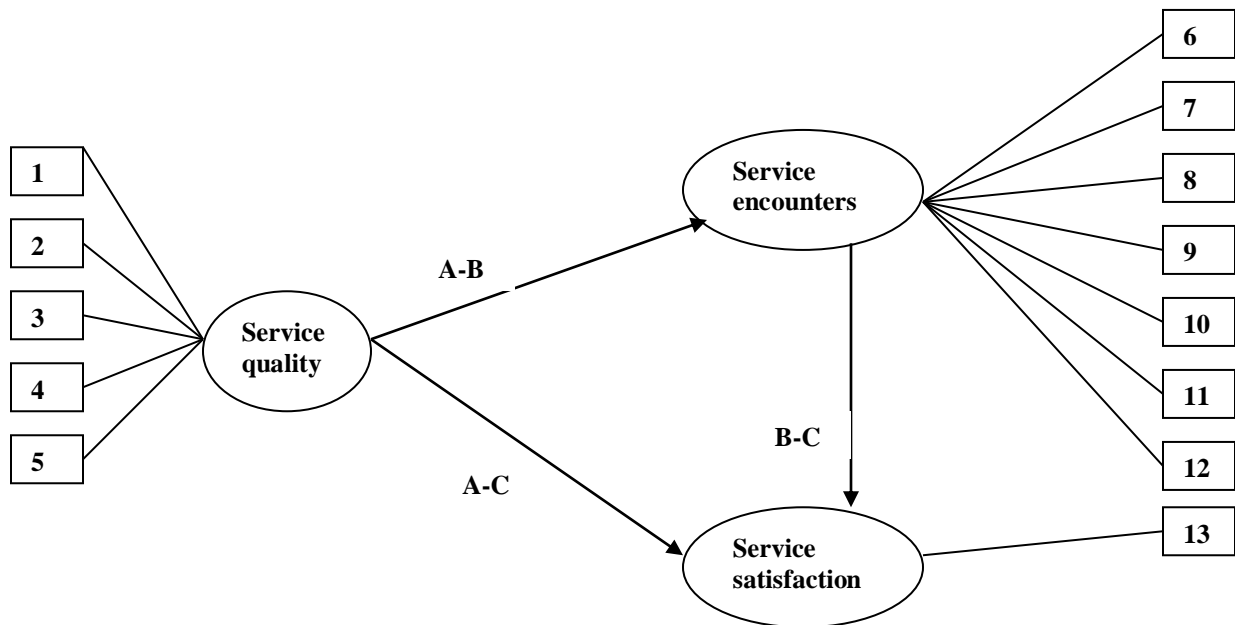 1
2
3
4
5
Service
quality
A-B
A-C
Service
encounters
B-C
Service
satisfaction
6
7
8
9
10
11
12
13